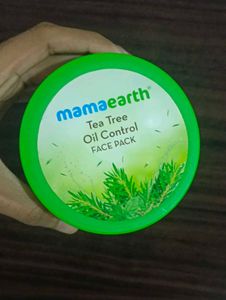 mamaearth®
Tea Tree
Oil Control
FACE PACK